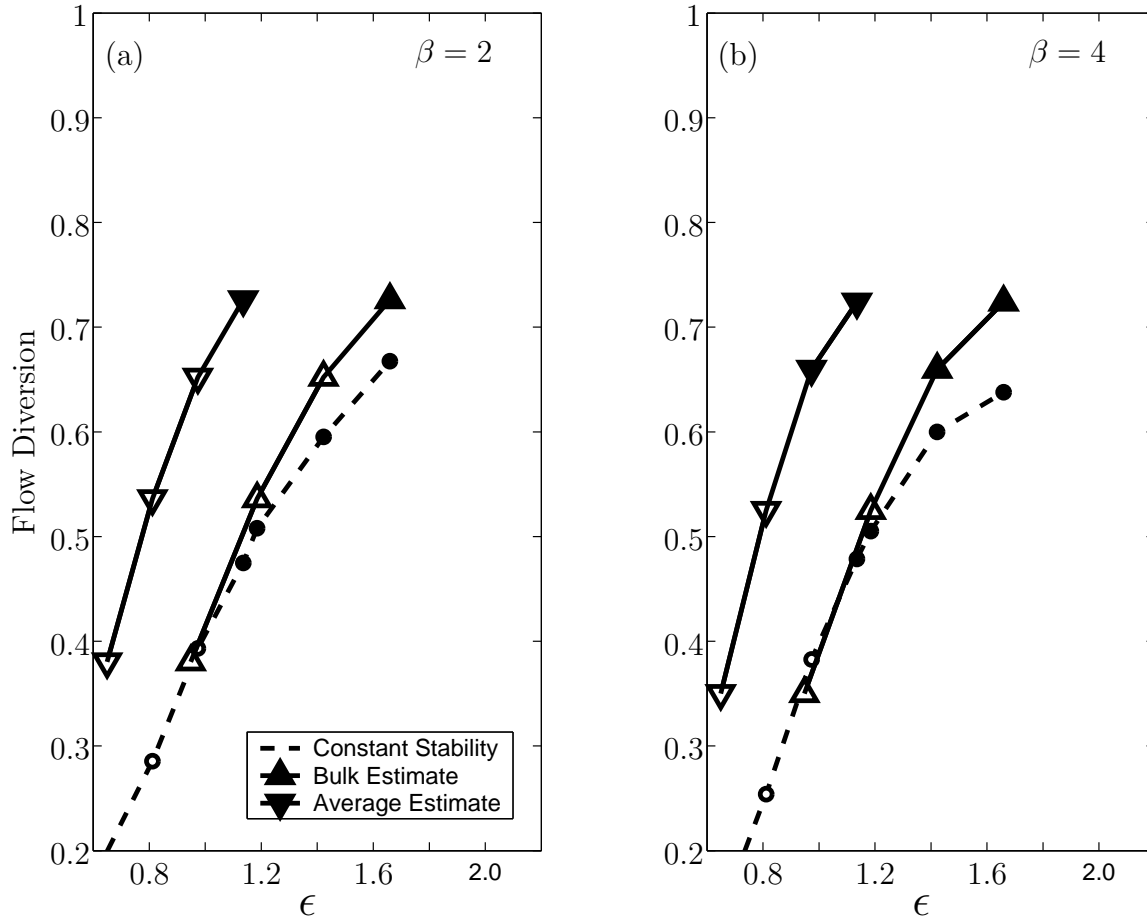 (a) β = 2
1
0.9
0.8
0.7
0.6
0.5
0.4
0.3
0.2
Flow Diversion
0.8 1.2 1.6 2.0
ϵ
Constant Stability
Bulk Estimate
Average Estimate
(b) β = 4
1
0.9
0.8
0.7
0.6
0.5
0.4
0.3
0.2
0.8 1.2 1.6 2.0
ϵ